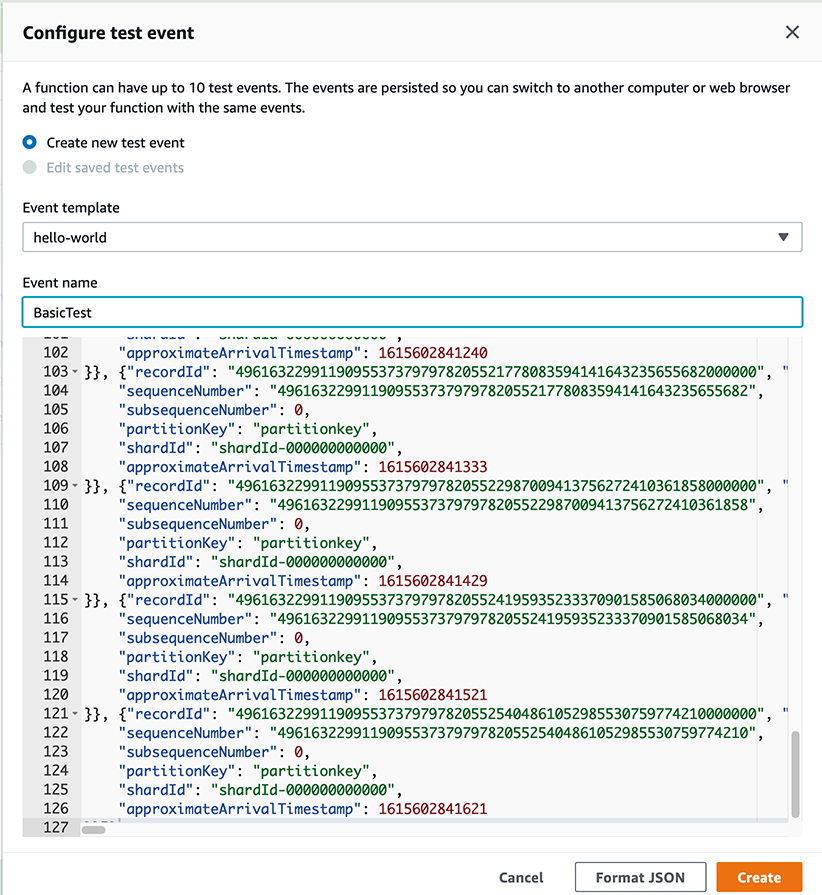 Configure test event
A function can have up to 10 test events. The events are persisted so you can switch to another computer or web browser
and test your function with the same events.
Create new test event
Edit saved test events
Event template
hello-world
Event name
BasicTest
102 "approximateArrivalTimestamp": 1615602841240
103 }}, {"recordId": "49616322991190955373797978205521778083594141643235655682000000", "
104 "sequenceNumber": "49616322991190955373797978205521778083594141643235655682",
105 "subsequenceNumber": 0,
106 "partitionKey": "partitionkey",
107 "shardId": "shardId-000000000000",
108 "approximateArrivalTimestamp": 1615602841333
109 }}, {"recordId": "49616322991190955373797978205522987009413756272410361858000000", "
110 "sequenceNumber": "49616322991190955373797978205522987009413756272410361858",
111 "subsequenceNumber": 0,
112 "partitionKey": "partitionkey",
113 "shardId": "shardId-000000000000",
114 "approximateArrivalTimestamp": 1615602841429
115 }}, {"recordId": "49616322991190955373797978205524195935233370901585068034000000", "
116 "sequenceNumber": "49616322991190955373797978205524195935233370901585068034",
117 "subsequenceNumber": 0,
118 "partitionKey": "partitionkey",
119 "shardId": "shardId-000000000000",
120 "approximateArrivalTimestamp": 1615602841521
121 }}, {"recordId": "49616322991190955373797978205525404861052985530759774210000000", "
122 "sequenceNumber": "49616322991190955373797978205525404861052985530759774210",
123 "subsequenceNumber": 0,
124 "partitionKey": "partitionkey",
125 "shardId": "shardId-000000000000",
126 "approximateArrivalTimestamp": 1615602841621
127
Cancel Format JSON Create